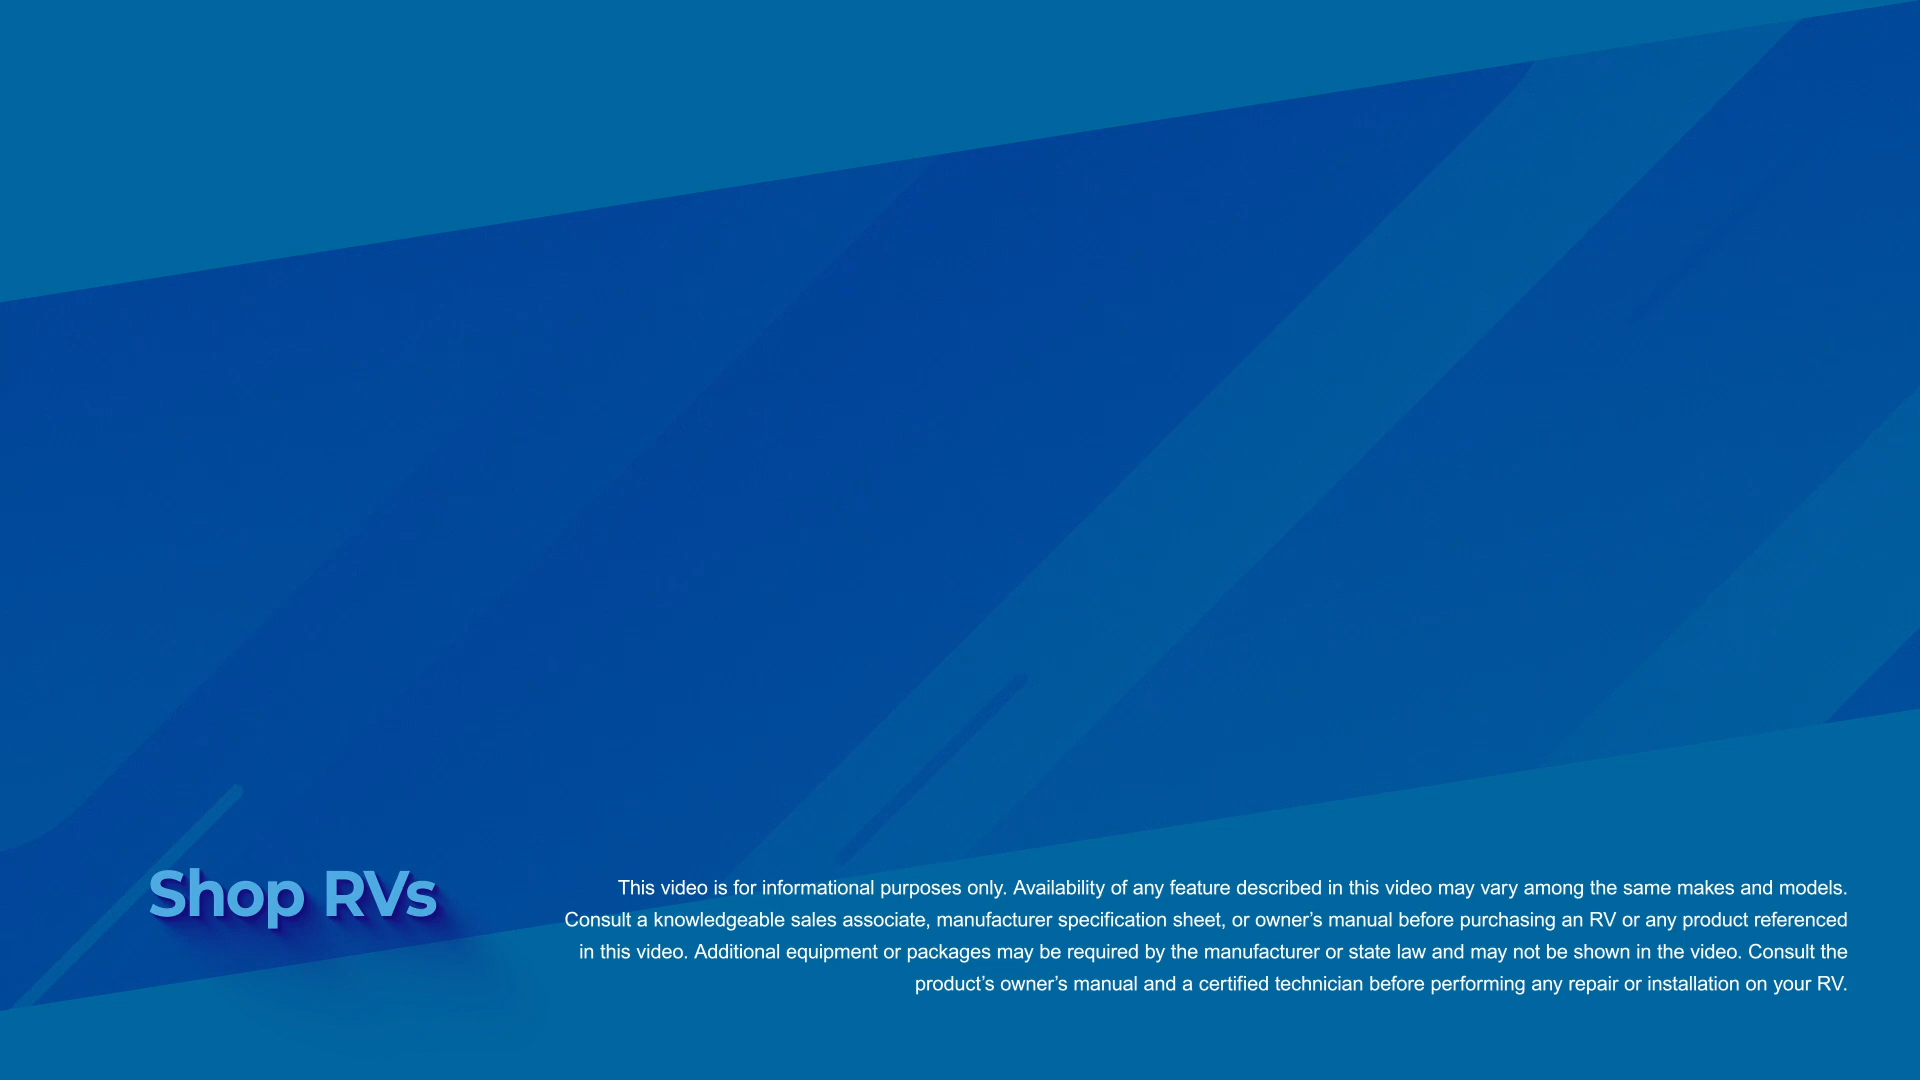 Shop RVs
This video is for informational purposes only. Availability of any feature described in this video may vary among the same makes and models.
Consult a knowledgeable sales associate, manufacturer specification sheet, or owner’s manual before purchasing an RV or any product referenced
in this video. Additional equipment or packages may be required by the manufacturer or state law and may not be shown in the video. Consult the
product’s owner’s manual and a certified technician before performing any repair or installation on your RV.